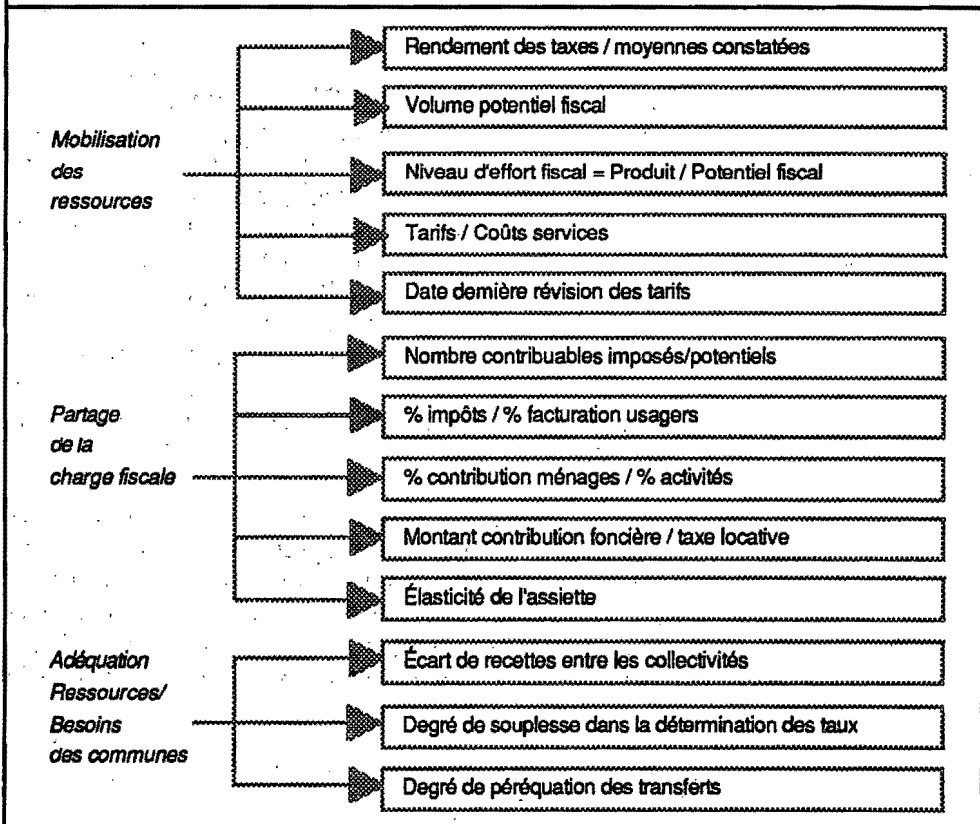 Mobilisation
des
ressources
Rendement des taxes / moyennes constatées
Volume potentiel fiscal
Niveau d'effort fiscal = Produit / Potentiel fiscal
Tarifs / Coûts services
Date dernière révision des tarifs
Partage
de la
charge fiscale
Nombre contribuables imposés/potentiels
% impôts / % facturation usagers
% contribution ménages / % activités
Montant contribution foncière / taxe locative
Élasticité de l'assiette
Adéquation
Ressources/
Besoins
des communes
Écart de recettes entre les collectivités
Degré de souplesse dans la détermination des taux
Degré de péréquation des transferts